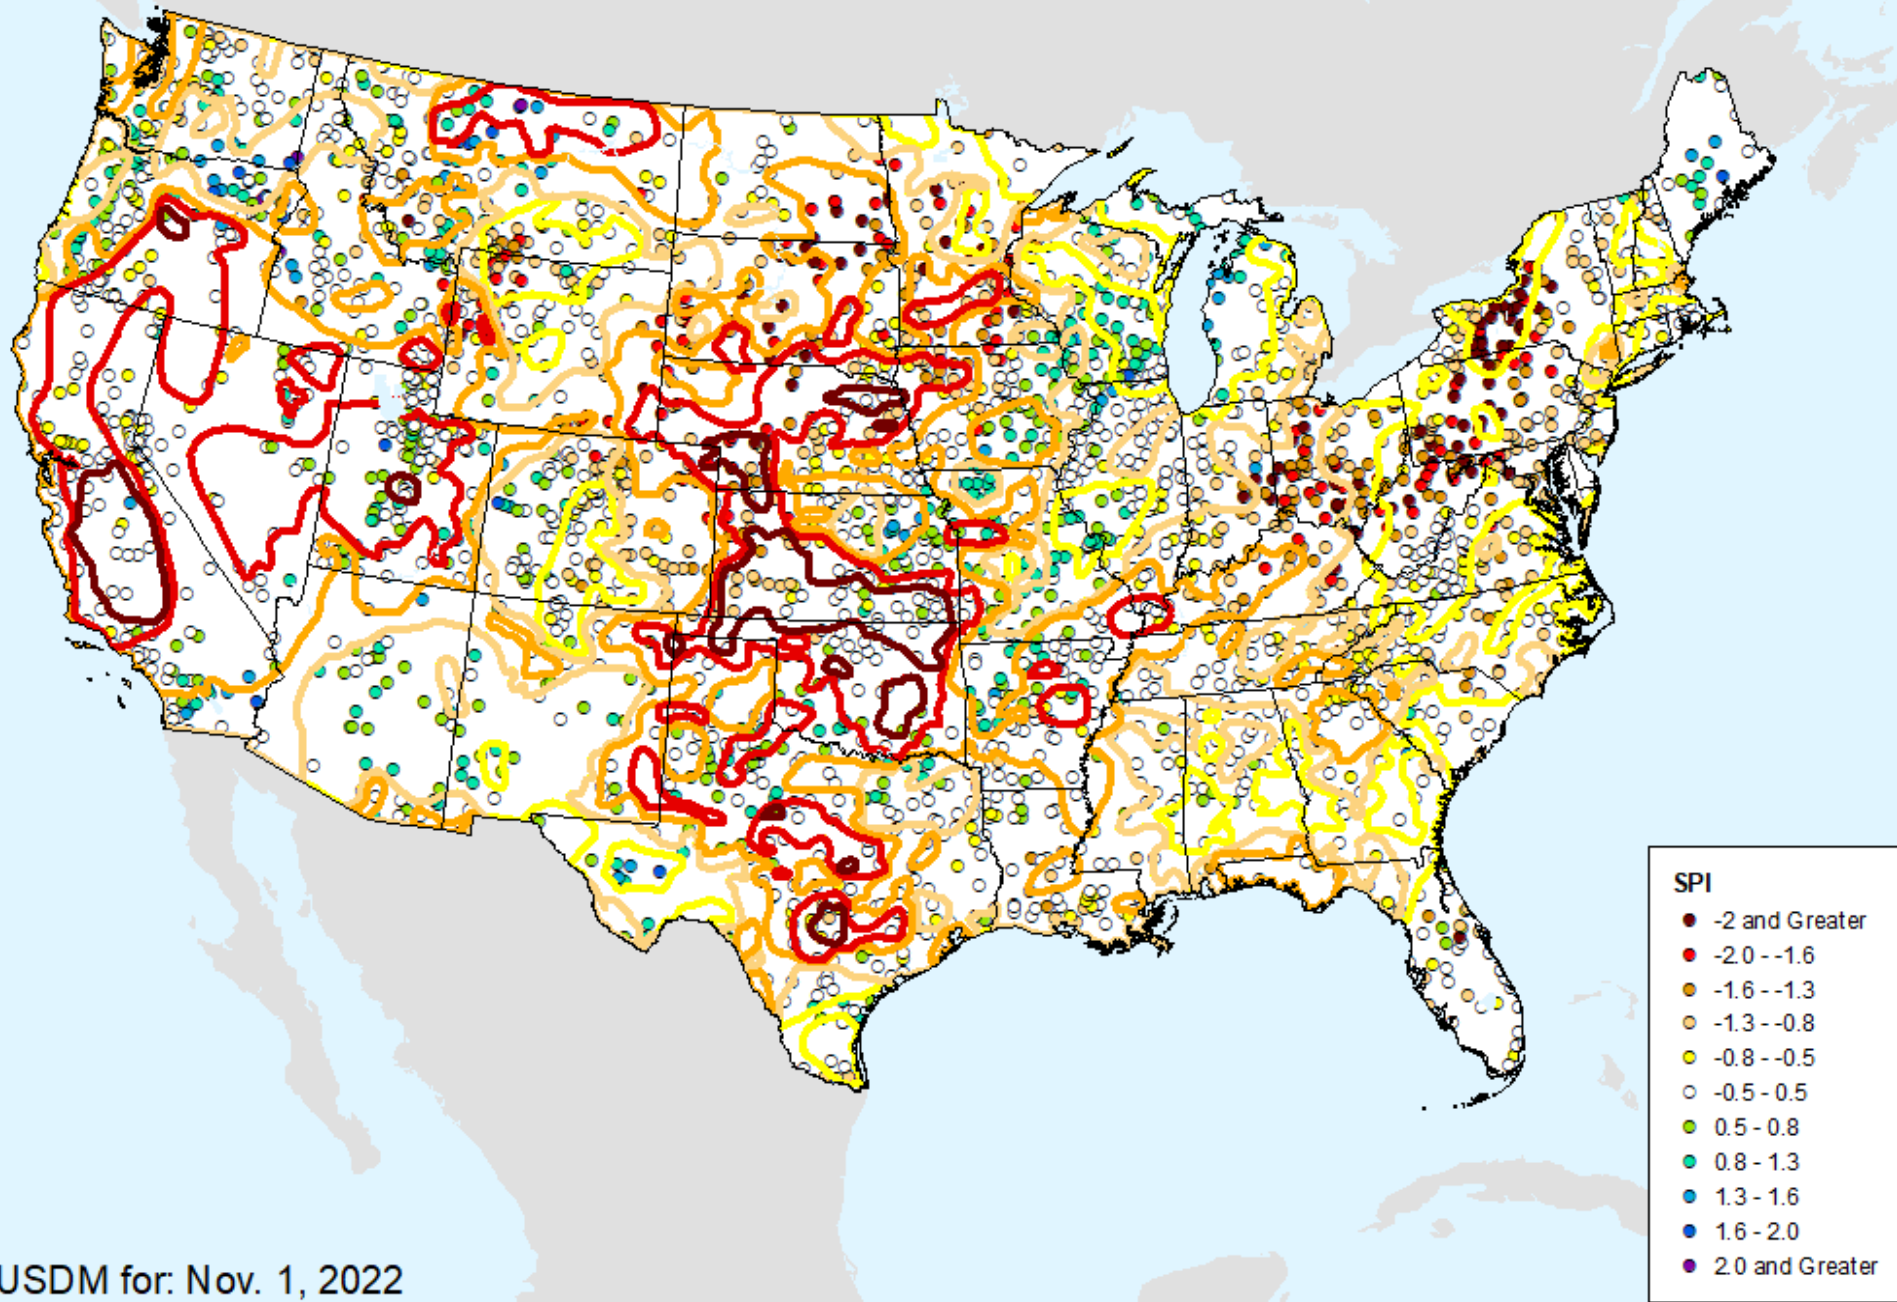 SPI
-2 and Greater
-2.0 - -1.6
-1.6 - -1.3
-1.3 - -0.8
-0.8 - -0.5
-0.5 - 0.5
0.5 - 0.8
0.8 - 1.3
1.3 - 1.6
1.6 - 2.0
2.0 and Greater
USDM for: Nov. 1, 2022